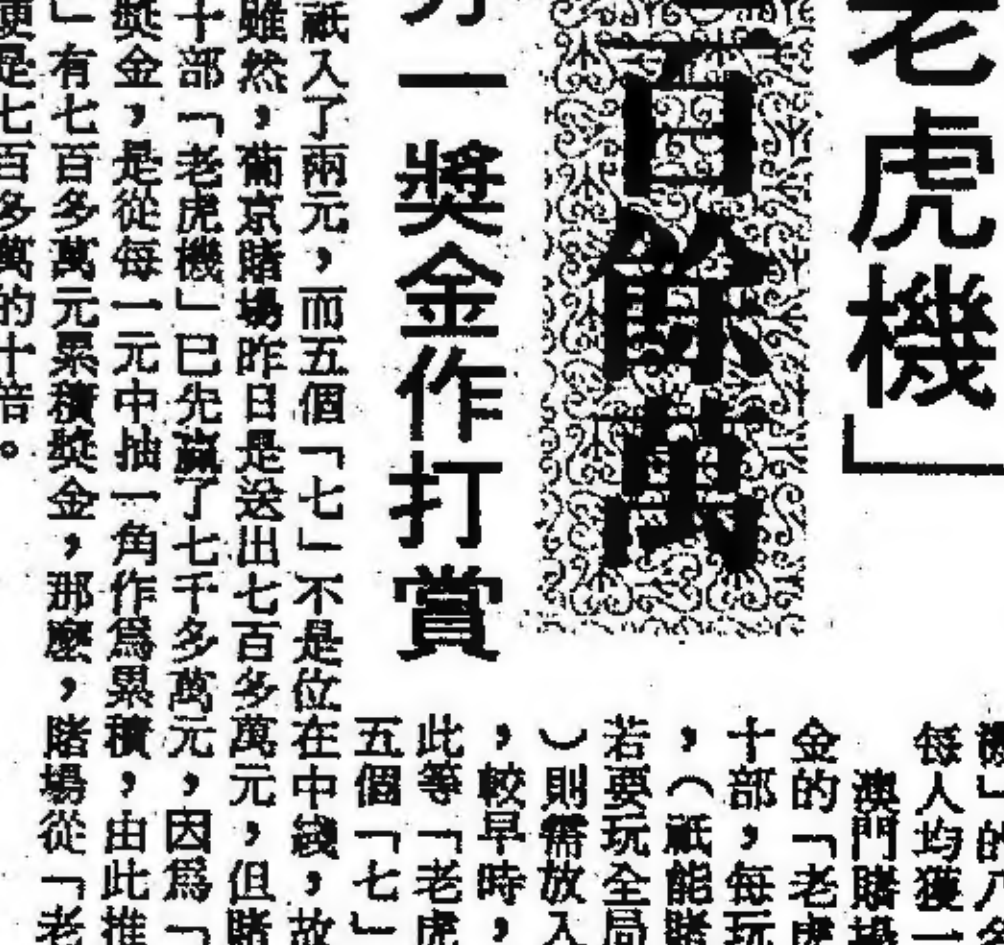 老虎機」
百餘萬
一獎金作打賞
機」的八
每人均獲一
澳門賭場
金的「老虎
十部,每玩
,(祇能賭
若要玩全局
)則需放入
,較早時,
此等「老虎
五個「七」
祇入了兩元,而五個「七」不是位在中綫,故
雖然,葡京賭場昨日是送出七百多萬元,但賭
十部「老虎機」已先贏了七千多萬元,因爲「
獎金,是從每一元中抽一角作爲累積,由此推
」有七百多萬元累積獎金,那麼,賭場從「老
便是七百多萬的十倍。